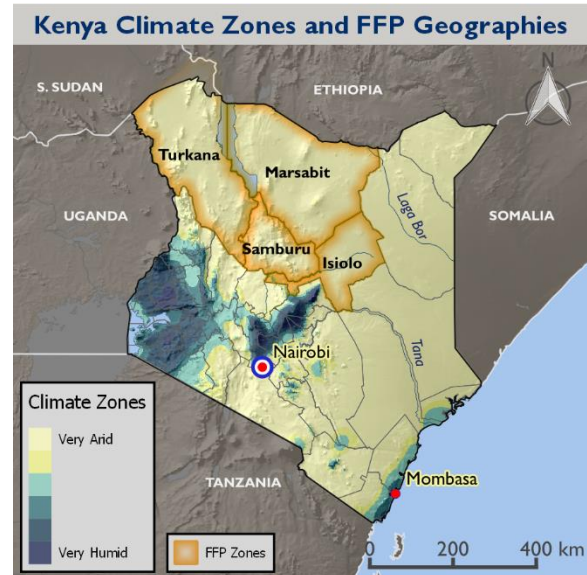 Kenya Climate Zones and FFP Geographies
S. SUDAN
ETHIOPIA
N
Turkana
Marsabit
UGANDA
Laga Bor
SOMALIA
Samburu
Isiolo
Nairobi
Tana
Climate Zones
Very Arid
Very Humid
TANZANIA
Mombasa
FFP Zones
0 200 400 km